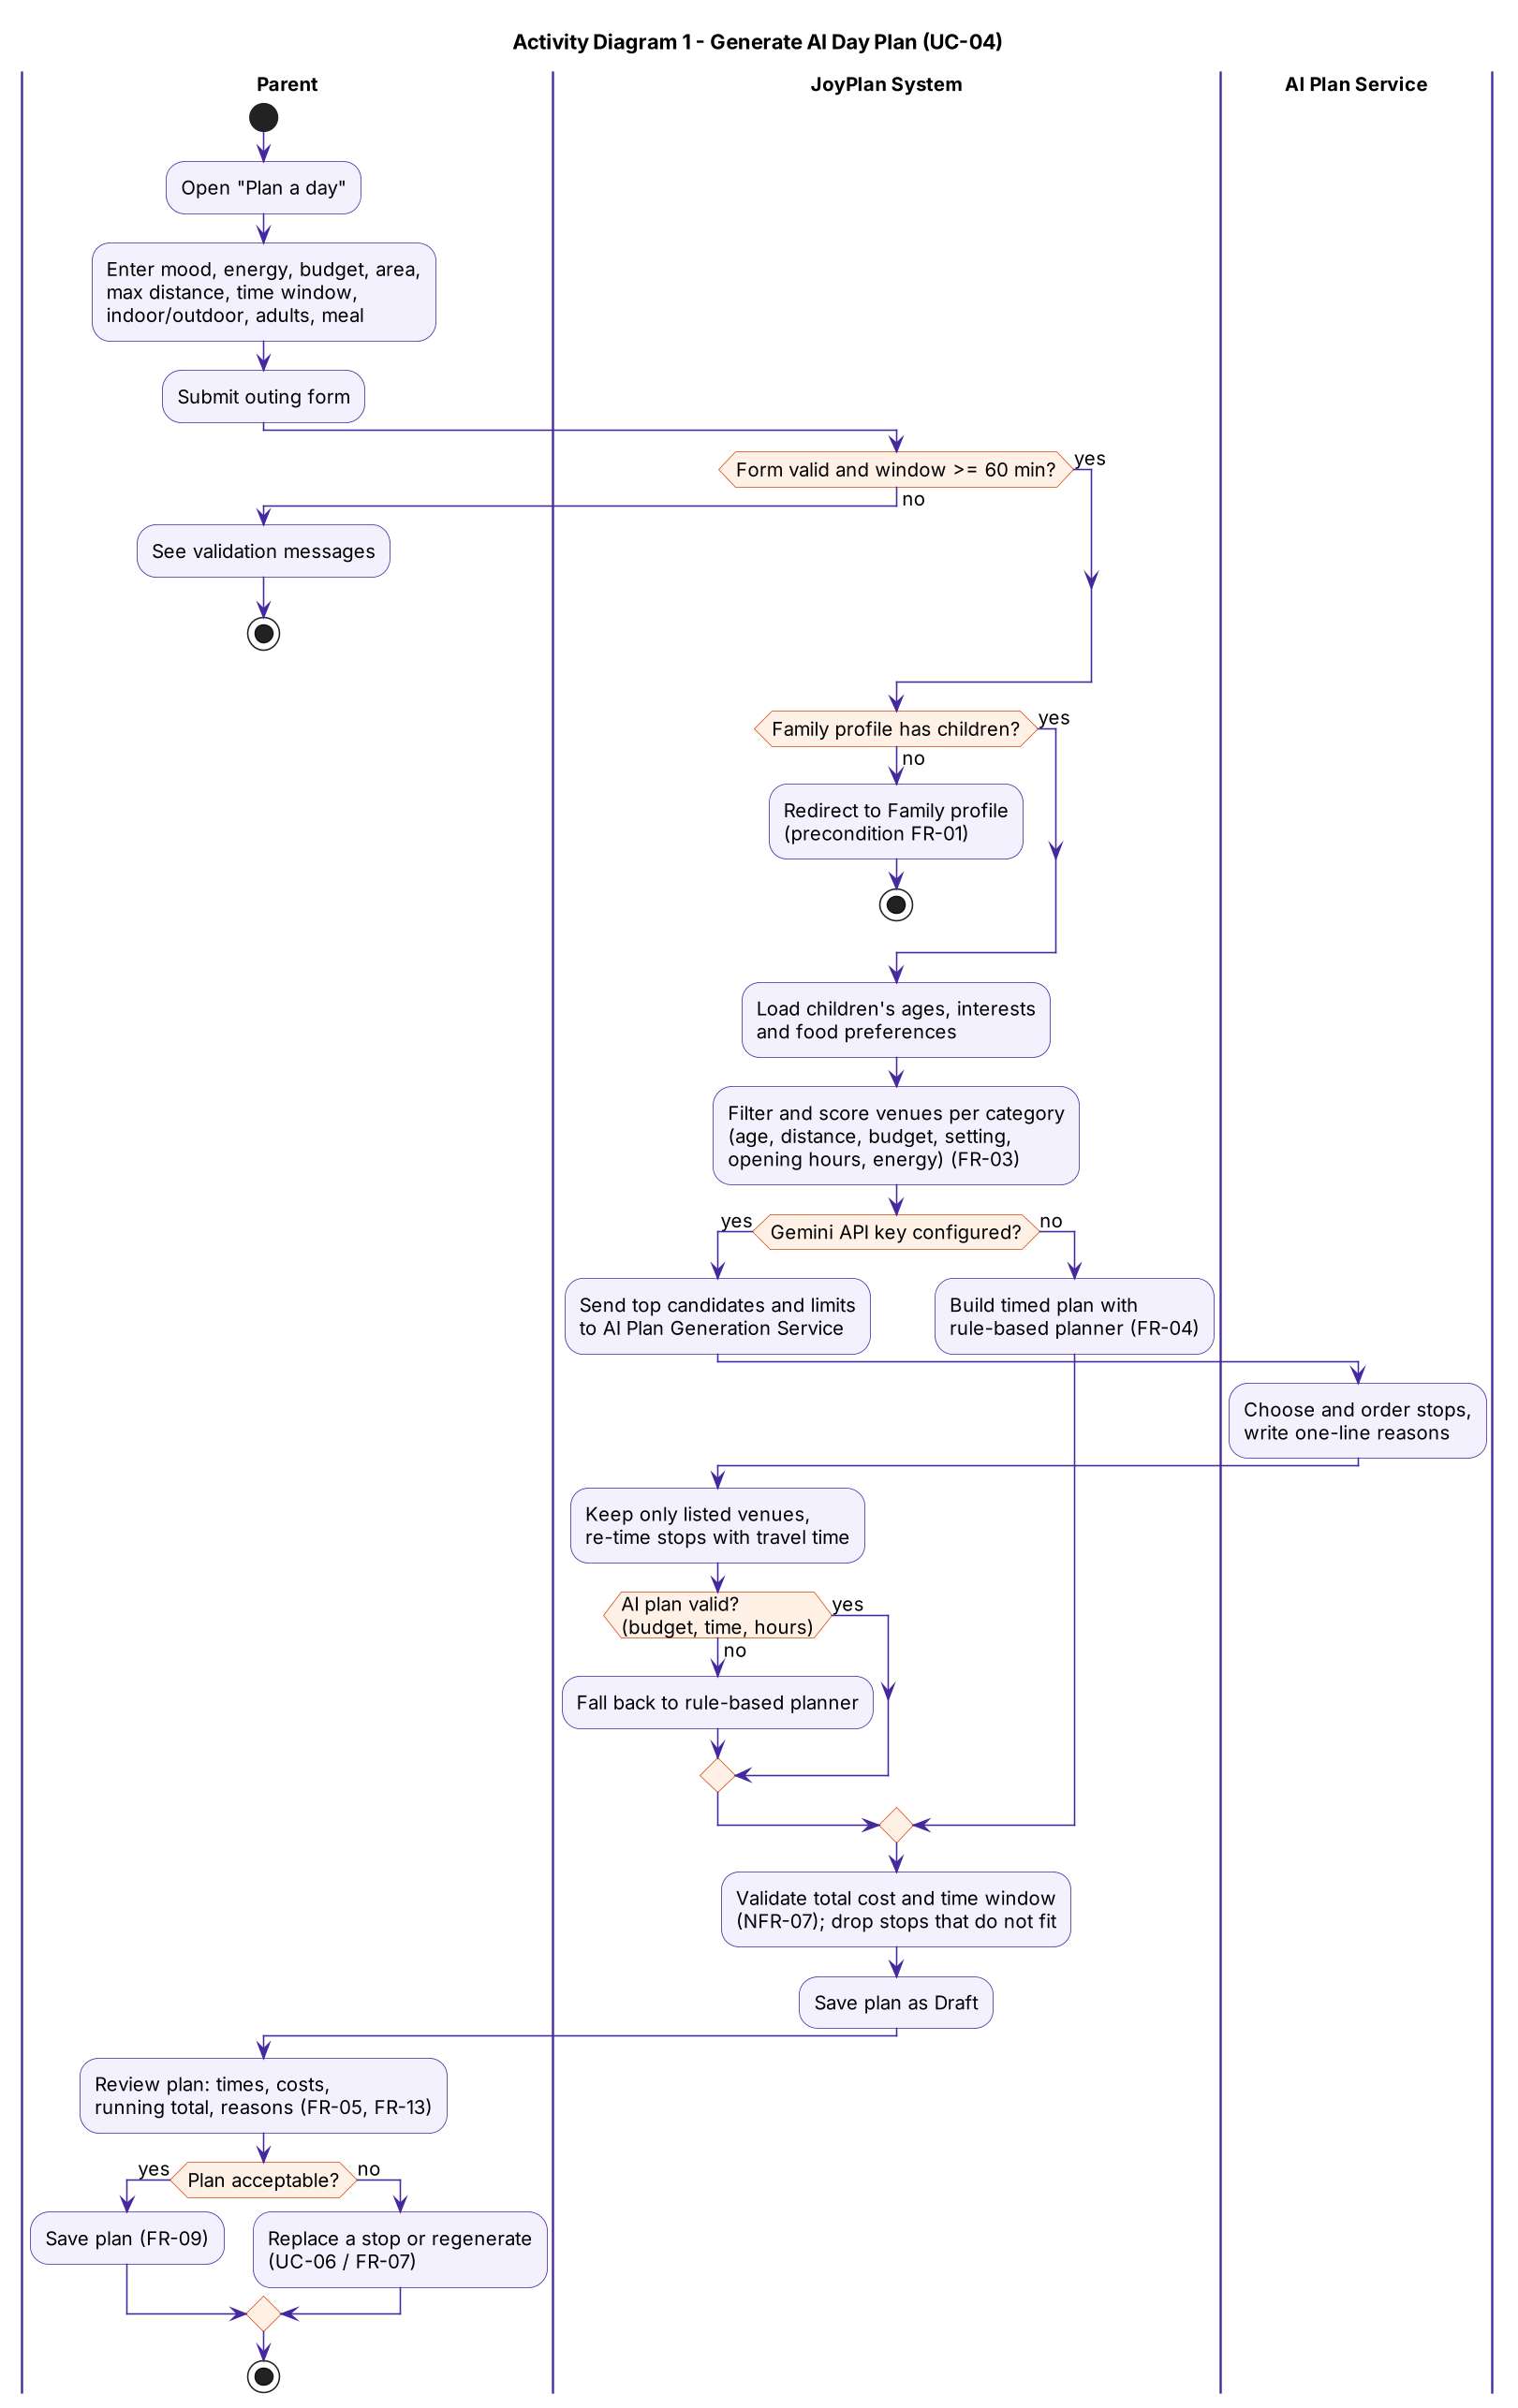 Activity Diagram 1 - Generate AI Day Plan (UC-04)
Parent
JoyPlan System
AI Plan Service
Open "Plan a day"
Enter mood, energy, budget, area,
max distance, time window,
indoor/outdoor, adults, meal
Submit outing form
Form valid and window >= 60 min?
yes
no
See validation messages
Family profile has children?
yes
no
Redirect to Family profile
(precondition FR-01)
Load children's ages, interests
and food preferences
Filter and score venues per category
(age, distance, budget, setting,
opening hours, energy) (FR-03)
yes
Gemini API key configured?
no
Send top candidates and limits
to AI Plan Generation Service
Build timed plan with
rule-based planner (FR-04)
Choose and order stops,
write one-line reasons
Keep only listed venues,
re-time stops with travel time
AI plan valid?
(budget, time, hours)
yes
no
Fall back to rule-based planner
Validate total cost and time window
(NFR-07); drop stops that do not fit
Save plan as Draft
Review plan: times, costs,
running total, reasons (FR-05, FR-13)
yes
Plan acceptable?
no
Save plan (FR-09)
Replace a stop or regenerate
(UC-06 / FR-07)